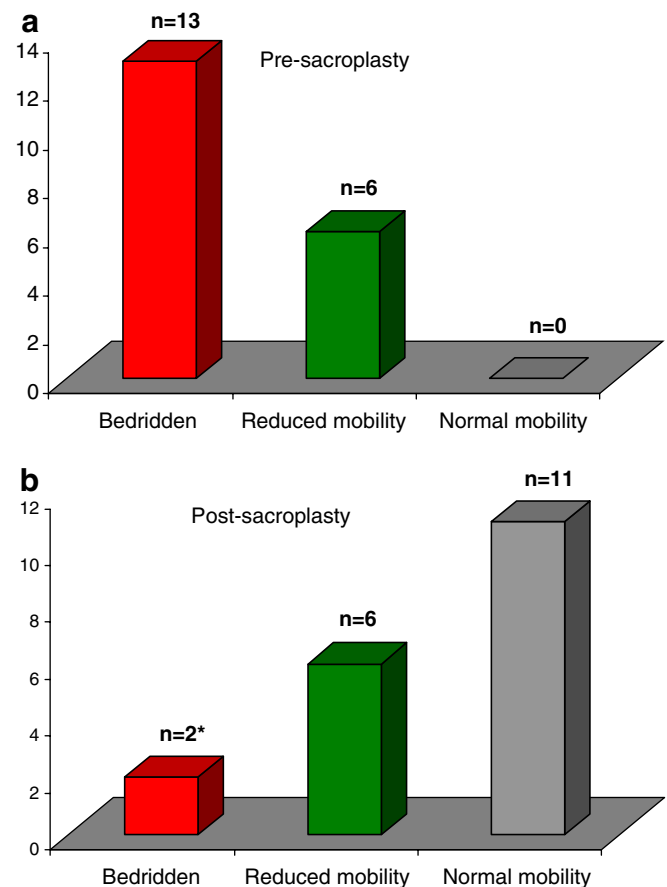 a
n=13
14
Pre-sacroplasty
12
10
8
n=6
6
4
n=0
2
0
Bedridden Reduced mobility Normal mobility
b
n=11
12
Post-sacroplasty
10
n=6
8
6
n=2*
4
2
0
Bedridden Reduced mobility Normal mobility